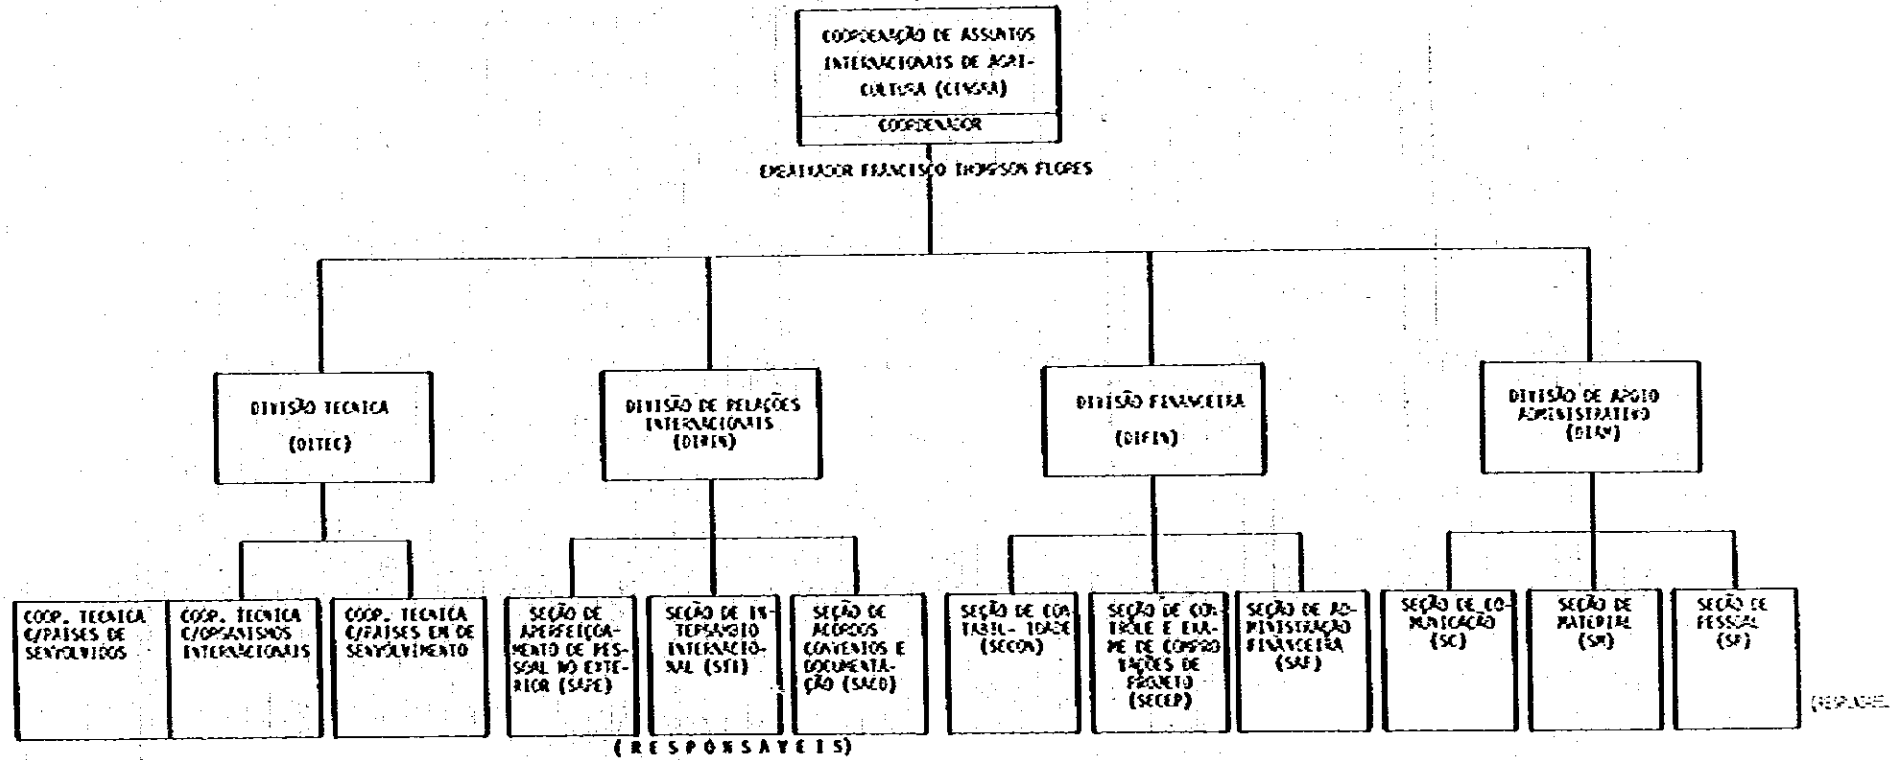 COORDENAÇÃO DE ASSUNTOS
INTERNACIONAIS DE AGRI-
CULTURA (CINGRA)
COORDENADOR
EMBAIXADOR FRANCISCO THOMPSON FLORES
DIVISÃO TECNICA
(DITEC)
DIVISÃO DE RELAÇÕES
INTERNACIONAIS
(DIRIN)
DIVISÃO FINANCEIRA
(DIFIN)
DIVISÃO DE APOIO
ADMINISTRATIVO
(DIAM)
COOP. TECNICA
C/PAISES DE
SENVOLVIDOS
COOP. TECNICA
C/ORGANISMOS
INTERNACIONAIS
COOP. TECNICA
C/PAISES EM DE
SENVOLVIMENTO
SEÇÃO DE
APERFEIÇOA-
MENTO DE PES-
SOAL NO EXTE-
RIOR (SAPE)
SEÇÃO DE IN-
TERCAMBIO
INTERNACIO-
NAL (SII)
SEÇÃO DE
ACORDOS
CONVENIOS E
DOCUMENTA-
ÇÃO (SACD)
SEÇÃO DE CON
TABIL- IDADE
(SECON)
SEÇÃO DE CON-
TROLE E EXA-
ME DE COMPRO
VAÇÕES DE
PROJETO
(SECEP)
SEÇÃO DE AD-
MINISTRAÇÃO
FINANCEIRA
(SAF)
SEÇÃO DE CO-
MUNICAÇÃO
(SC)
SEÇÃO DE
MATERIAL
(SM)
SEÇÃO DE
PESSOAL
(SP)
(RESPONSAVEIS)